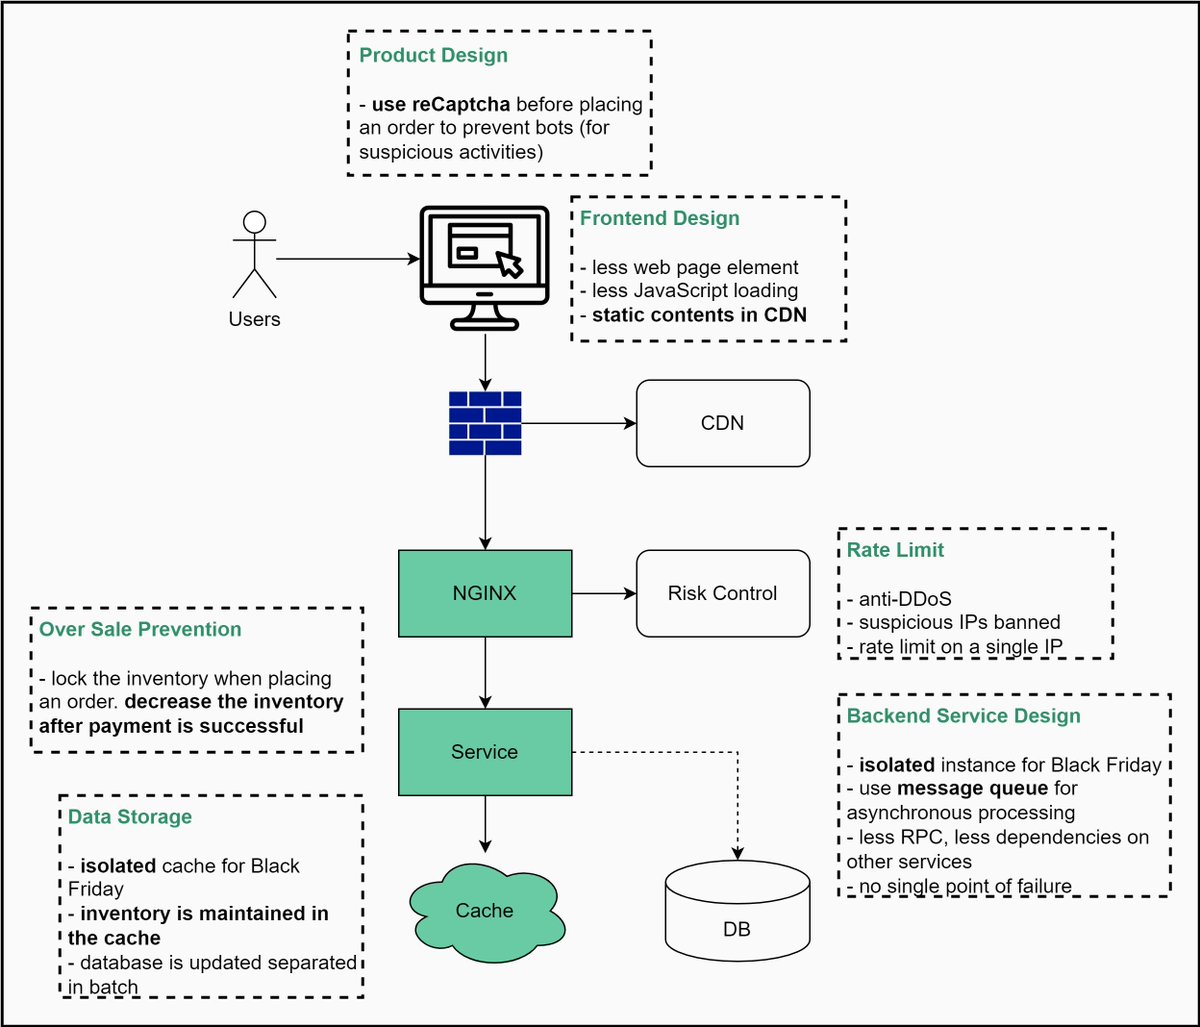 Product Design
- use reCaptcha before placing
an order to prevent bots (for
suspicious activities)
Frontend Design
- less web page element
- less JavaScript loading
- static contents in CDN
Users
CDN
NGINX
Risk Control
Rate Limit
- anti-DDoS
- suspicious IPs banned
- rate limit on a single IP
Over Sale Prevention
- lock the inventory when placing
an order. decrease the inventory
after payment is successful
Service
Backend Service Design
- isolated instance for Black Friday
- use message queue for
asynchronous processing
- less RPC, less dependencies on
other services
- no single point of failure
Data Storage
- isolated cache for Black
Friday
- inventory is maintained in
the cache
- database is updated separated
in batch
Cache
DB